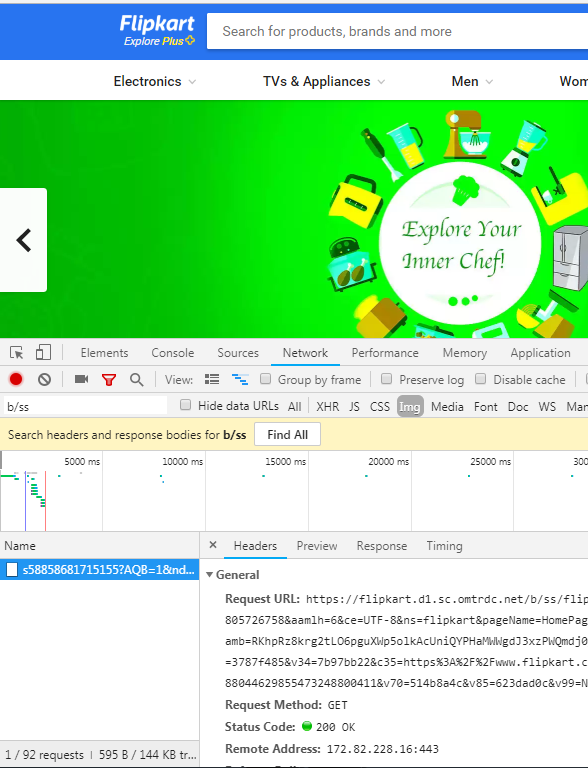 Flipkart
Explore Plus
Search for products, brands and more
Electronics TVs & Appliances Men Wom
Explore Your
Inner Chef!
Elements Console Sources Network Performance Memory Application
View: Group by frame Preserve log Disable cache
b/ss Hide data URLs All XHR JS CSS Img Media Font Doc WS Man
Search headers and response bodies for b/ss Find All
5000 ms 10000 ms 15000 ms 20000 ms 25000 ms 300
Name × Headers Preview Response Timing
s58858681715155?AQB=1&nd...
General
Request URL: https://flipkart.d1.sc.omtrdc.net/b/ss/flip
805726758&aamlh=6&ce=UTF-8&ns=flipkart&pageName=HomePag
amb=RKhpRz8krg2tLO6pguXWp5olkAcUniQYPHaMWWgdJ3xzPWQmdj0
=3787f485&v34=7b97bb22&c35=https%3A%2F%2Fwww.flipkart.c
88044629855473248800411&v70=514b8a4c&v85=623dad0c&v99=N
Request Method: GET
Status Code: 200 OK
Remote Address: 172.82.228.16:443
1 / 92 requests | 595 B / 144 KB tr...